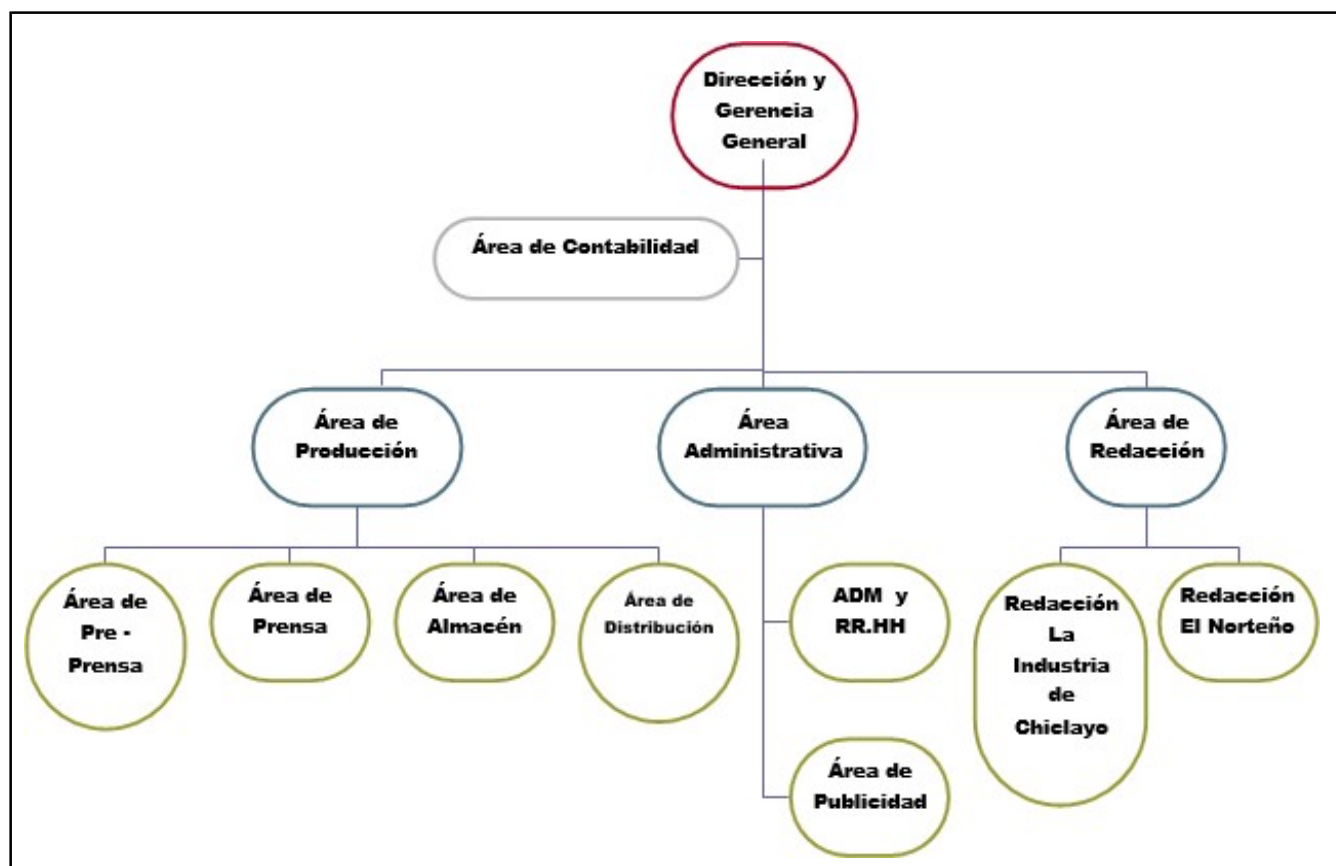 Dirección y
Gerencia
General
Área de Contabilidad
Área de
Producción
Área
Administrativa
Área de
Redacción
Área de
Pre -
Prensa
Área de
Prensa
Área de
Almacén
Área de
Distribución
ADM y
RR.HH
Área de
Publicidad
Redacción
La
Industria
de
Chiclayo
Redacción
El Norteño